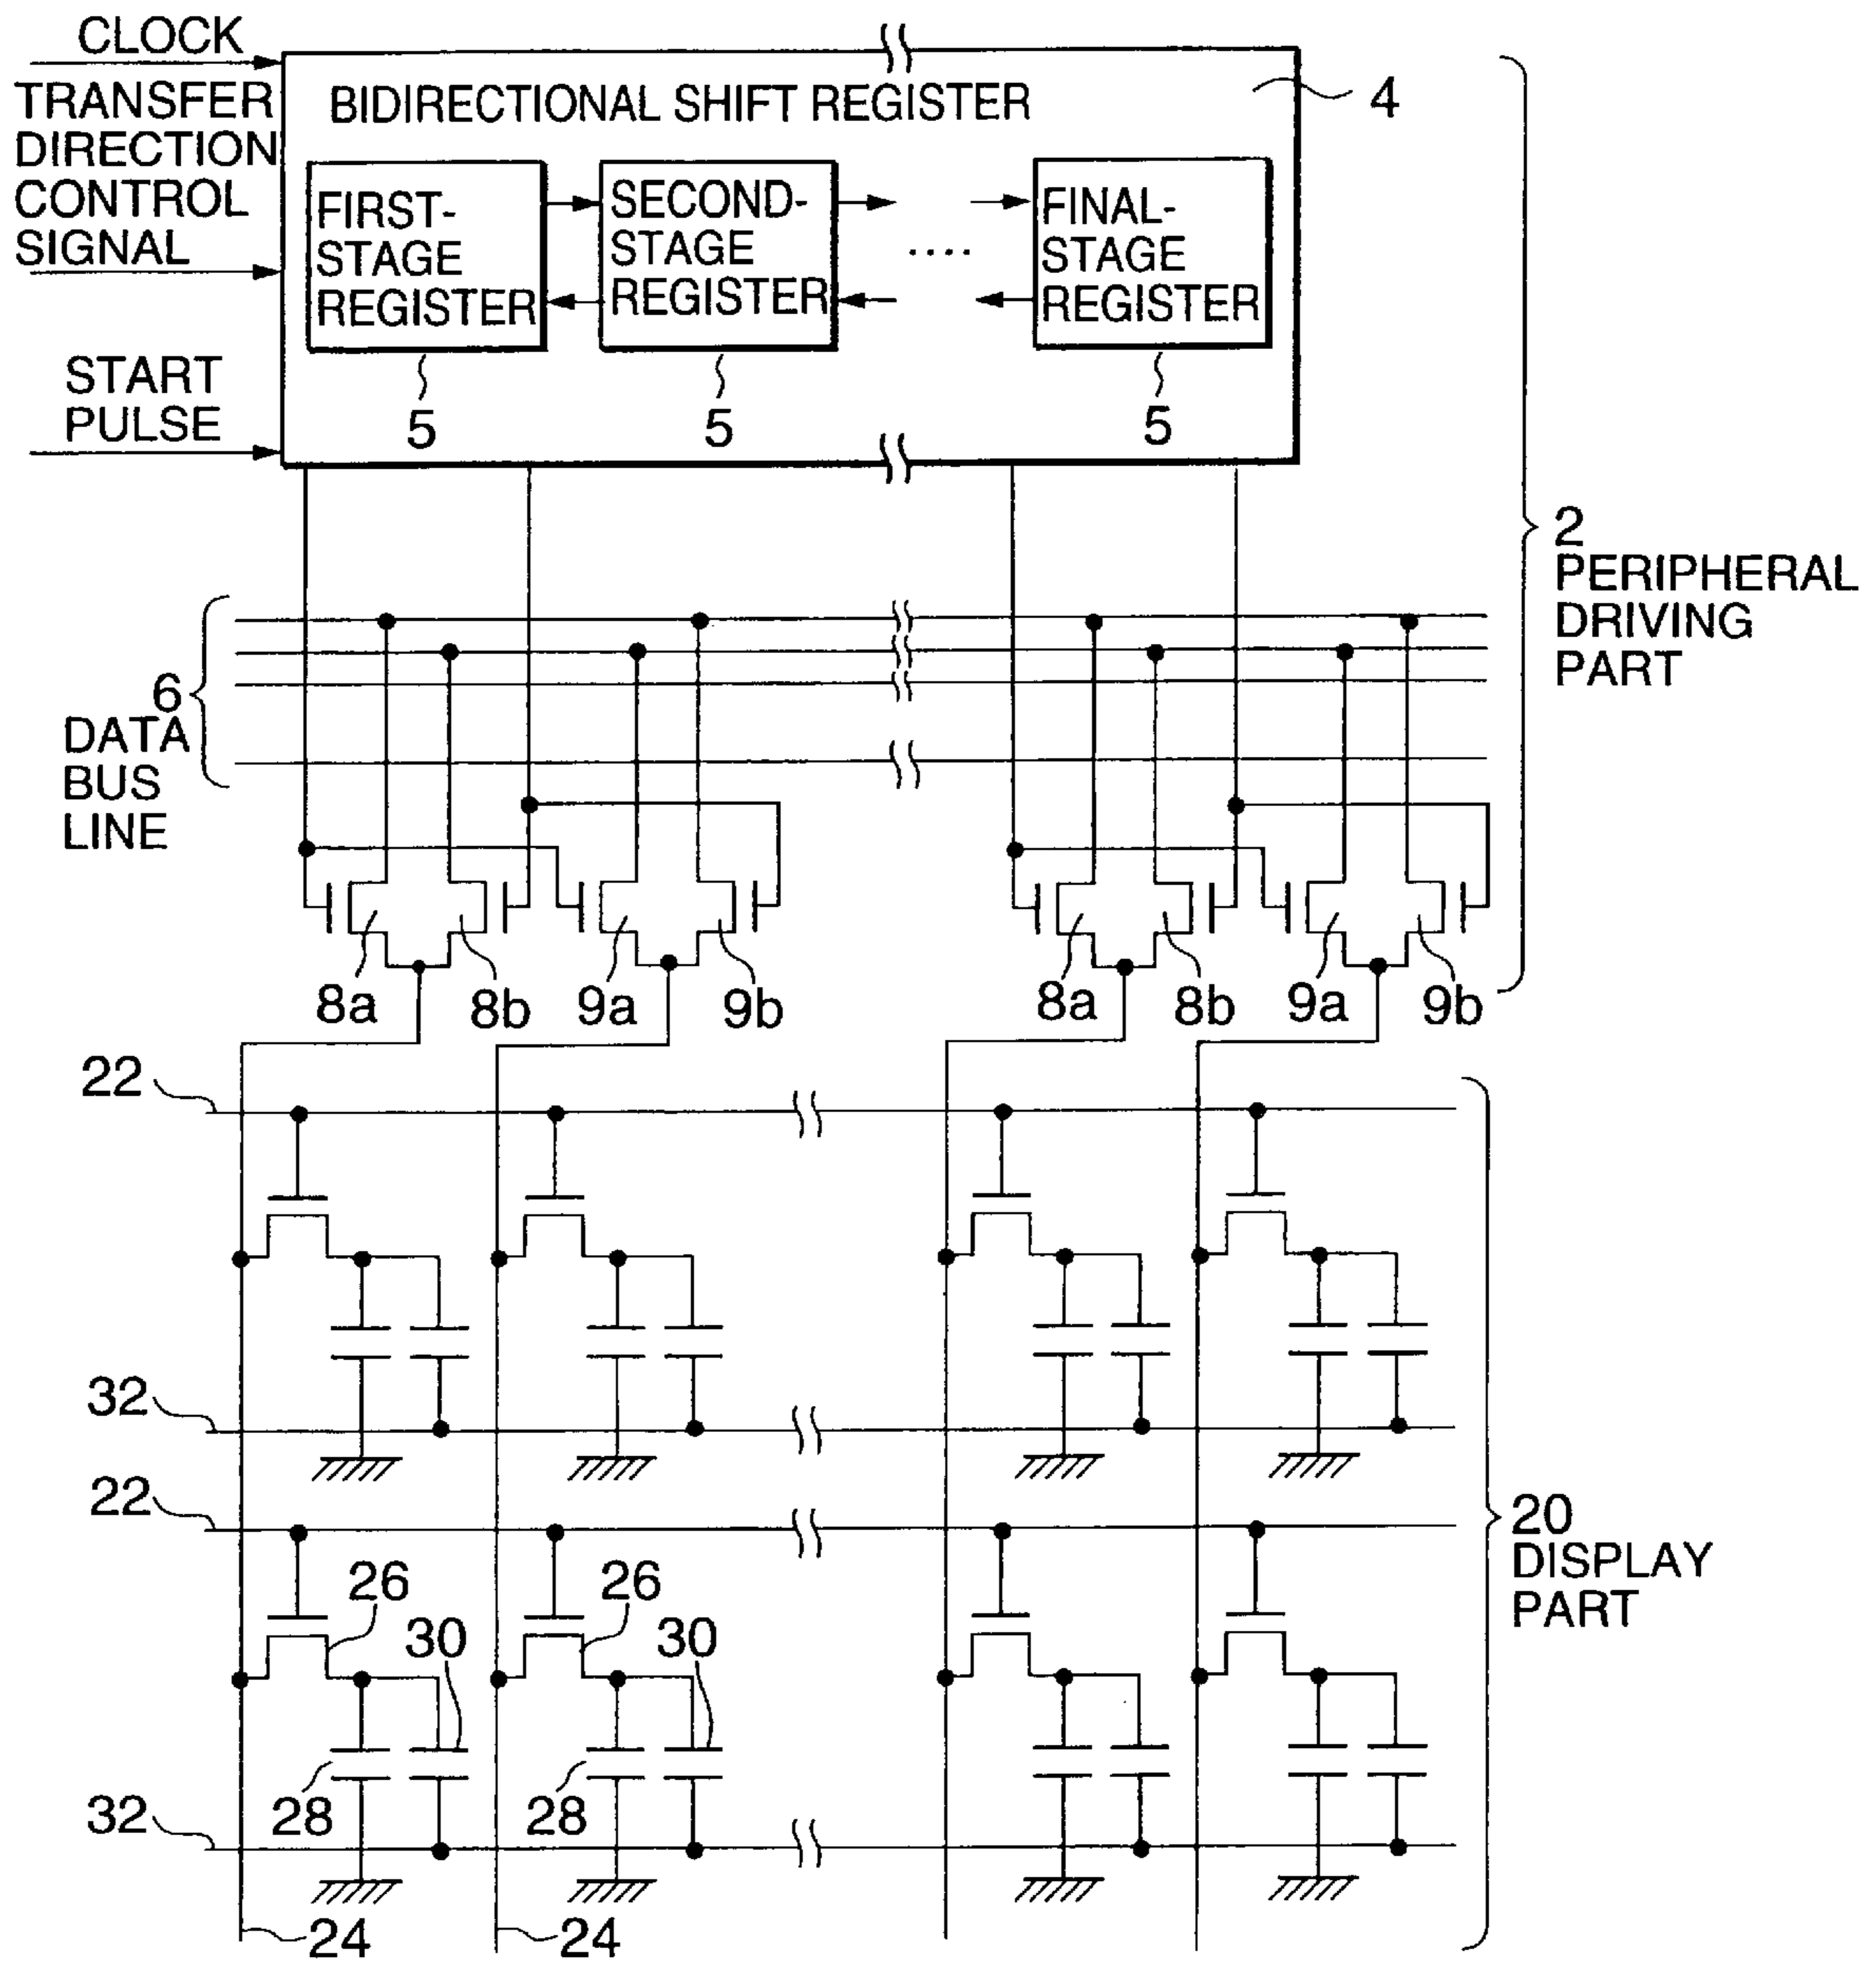 CLOCK
TRANSFER
DIRECTION
CONTROL
SIGNAL
START
PULSE
BIDIRECTIONAL SHIFT REGISTER
4
FIRST-
STAGE
REGISTER
SECOND-
STAGE
REGISTER
....
FINAL-
STAGE
REGISTER
5
5
5
2
PERIPHERAL
DRIVING
PART
6
DATA
BUS
LINE
8a
8b
9a
9b
8a
8b
9a
9b
22
32
22
26
26
30
30
28
28
32
24
24
20
DISPLAY
PART